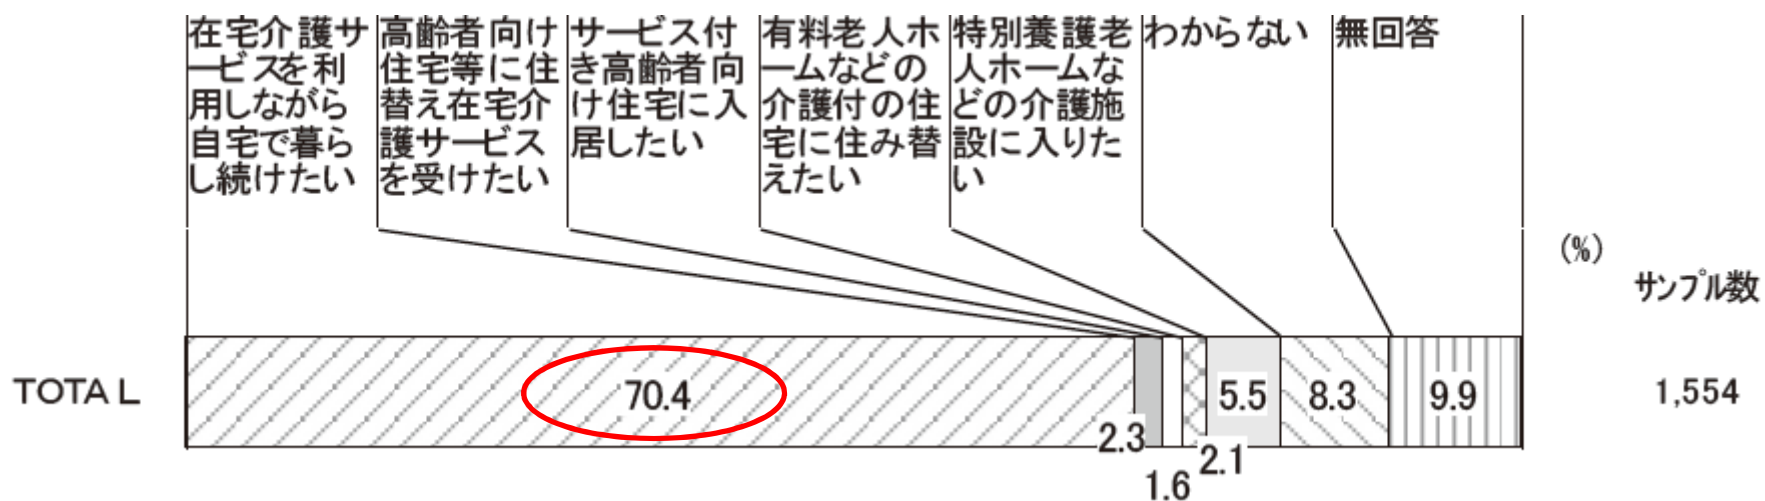 在宅介護サ
ービスを利
用しながら
自宅で暮ら
し続けたい
高齢者向け
住宅等に住
替え在宅介
護サービス
を受けたい
サービス付
き高齢者向
け住宅に入
居したい
有料老人ホ
ームなどの
介護付の住
宅に住み替
えたい
特別養護老
人ホームな
どの介護施
設に入りた
い
わからない
無回答
(%)
サンプル数
TOTAL
70.4
2.3
1.6
2.1
5.5
8.3
9.9
1,554